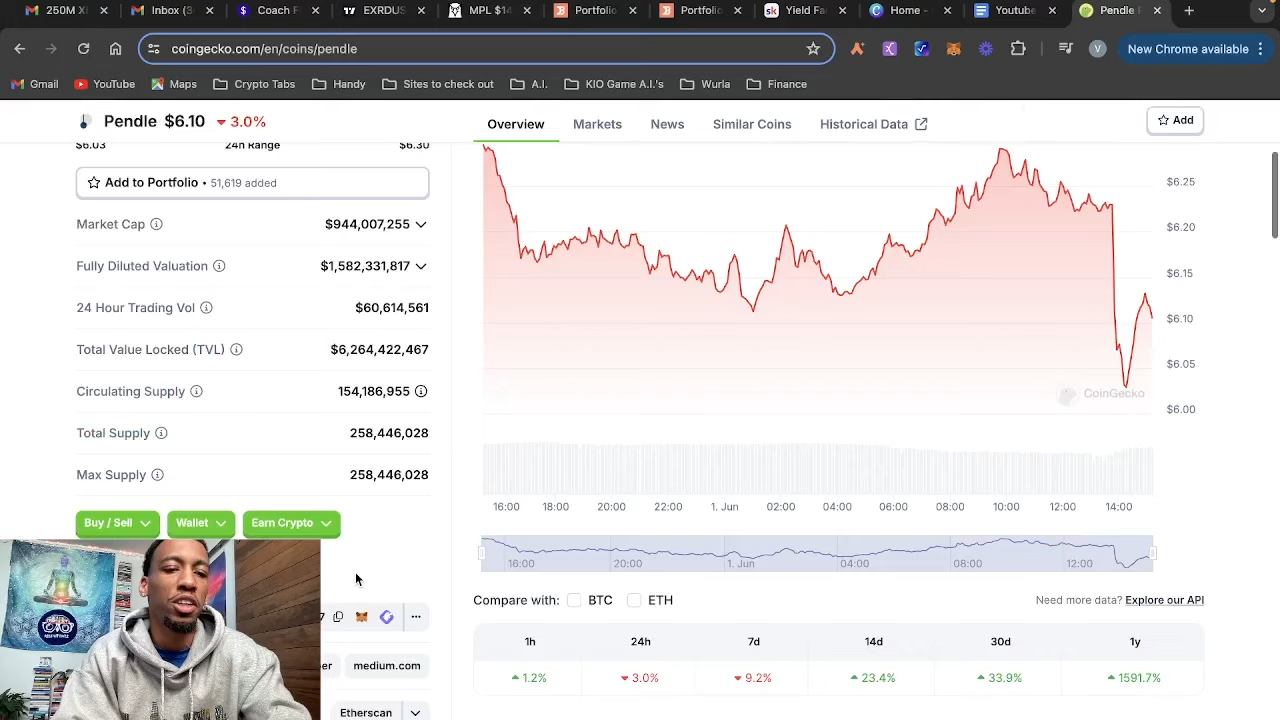 250M X
Inbox (3
Coach F
EXRDUS
MPL $14
Portfolio
Portfolio
Yield Fa
Home -
Youtube
Pendle F
coingecko.com/en/coins/pendle
New Chrome available
Gmail
YouTube
Maps
Crypto Tabs
Handy
Sites to check out
A.I.
KIO Game A.I.'s
Wurla
Finance
Pendle $6.10 3.0%
Overview
Markets
News
Similar Coins
Historical Data
Add
$6.03 24h Range $6.30
Add to Portfolio • 51,619 added
Market Cap $944,007,255
Fully Diluted Valuation $1,582,331,817
24 Hour Trading Vol $60,614,561
Total Value Locked (TVL) $6,264,422,467
Circulating Supply 154,186,955
Total Supply 258,446,028
Max Supply 258,446,028
Buy / Sell
Wallet
Earn Crypto
medium.com
Etherscan
$6.25
$6.20
$6.15
$6.10
$6.05
$6.00
CoinGecko
16:00 18:00 20:00 22:00 1. Jun 02:00 04:00 06:00 08:00 10:00 12:00 14:00
16:00 20:00 1. Jun 04:00 08:00 12:00
Compare with: BTC ETH
Need more data? Explore our API
1h 24h 7d 14d 30d 1y
1.2% 3.0% 9.2% 23.4% 33.9% 1591.7%